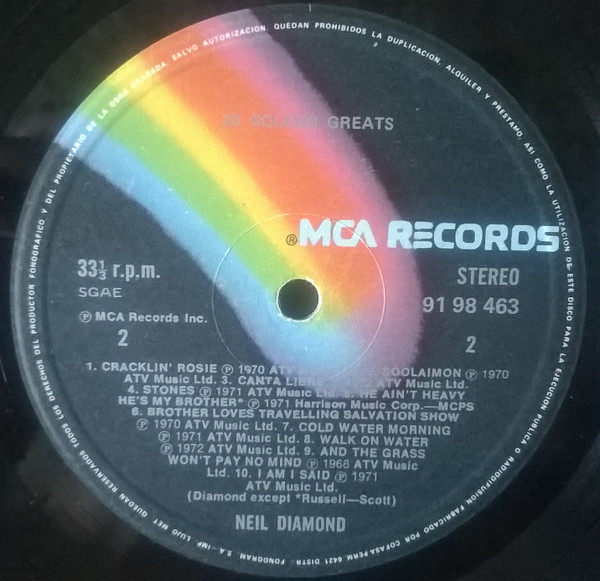 QUEDAN RESERVADOS TODOS LOS DERECHOS DEL PRODUCTOR FONOGRAFICO Y DEL PROPIETARIO DE LA OBRA GRABADA. SALVO AUTORIZACION. QUEDAN PROHIBIDOS LA DUPLICACION, ALQUILER Y PRESTAMO, ASI COMO LA UTILIZACION DE ESTE DISCO PARA LA EJECUCION PUBLICA O RADIODIFUSION
20 GOLDEN GREATS
® MCA RECORDS
33⅓ r.p.m.
STEREO
SGAE
91 98 463
℗ MCA Records Inc.
2
2
1. CRACKLIN' ROSIE ℗ 1970 ATV SOOLAIMON ℗ 1970
ATV Music Ltd. 3. CANTA LIBRE ATV Music Ltd.
4. STONES ℗ 1971 ATV Music HE AIN'T HEAVY
HE'S MY BROTHER* ℗ 1971 Harrison Music Corp.—MCPS
6. BROTHER LOVES TRAVELLING SALVATION SHOW
℗ 1970 ATV Music Ltd. 7. COLD WATER MORNING
℗ 1971 ATV Music Ltd. 8. WALK ON WATER
℗ 1972 ATV Music Ltd. 9. AND THE GRASS
WON'T PAY NO MIND ℗ 1968 ATV Music
Ltd. 10. I AM I SAID ℗ 1971
ATV Music Ltd.
(Diamond except *Russell—Scott)
NEIL DIAMOND
FABRICADO POR COFASA PERM. 6421 DISTR. FONOGRAM S.A.-IMP. LUJO MET